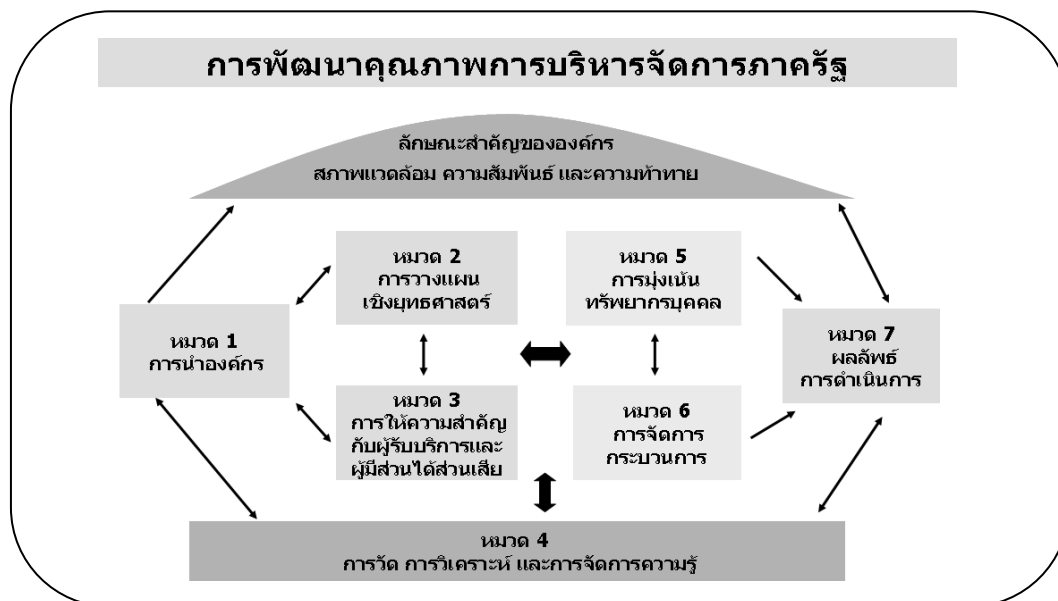 การพัฒนาคุณภาพการบริหารจัดการภาครัฐ
ลักษณะสำคัญขององค์กร
สภาพแวดล้อม ความสัมพันธ์ และความท้าทาย
หมวด 2
การวางแผน
เชิงยุทธศาสตร์
หมวด 5
การมุ่งเน้น
ทรัพยากรบุคคล
หมวด 1
การนำองค์กร
หมวด 7
ผลลัพธ์
การดำเนินการ
หมวด 3
การให้ความสำคัญ
กับผู้รับบริการและ
ผู้มีส่วนได้ส่วนเสีย
หมวด 6
การจัดการ
กระบวนการ
หมวด 4
การวัด การวิเคราะห์ และการจัดการความรู้